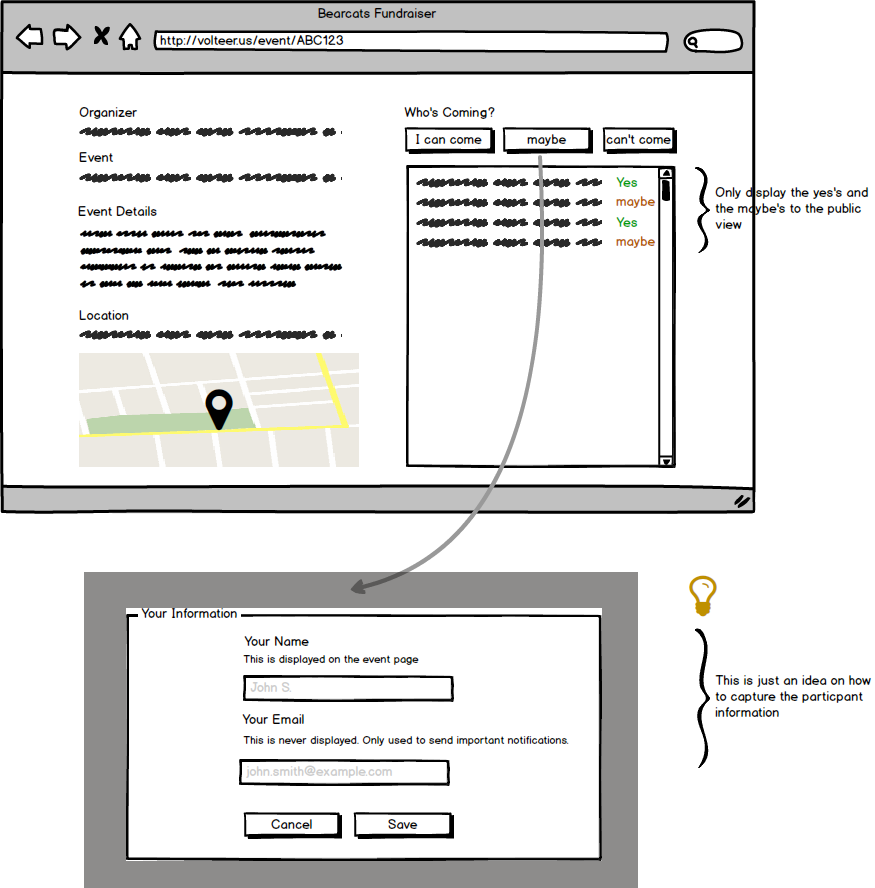 Bearcats Fundraiser
http://volteer.us/event/ABC123
Organizer
Event
Event Details
Location
Who's Coming?
I can come
maybe
can't come
Yes
maybe
Yes
maybe
Only display the yes's and
the maybe's to the public
view
Your Information
Your Name
This is displayed on the event page
John S.
Your Email
This is never displayed. Only used to send important notifications.
john.smith@example.com
Cancel
Save
This is just an idea on how
to capture the particpant
information